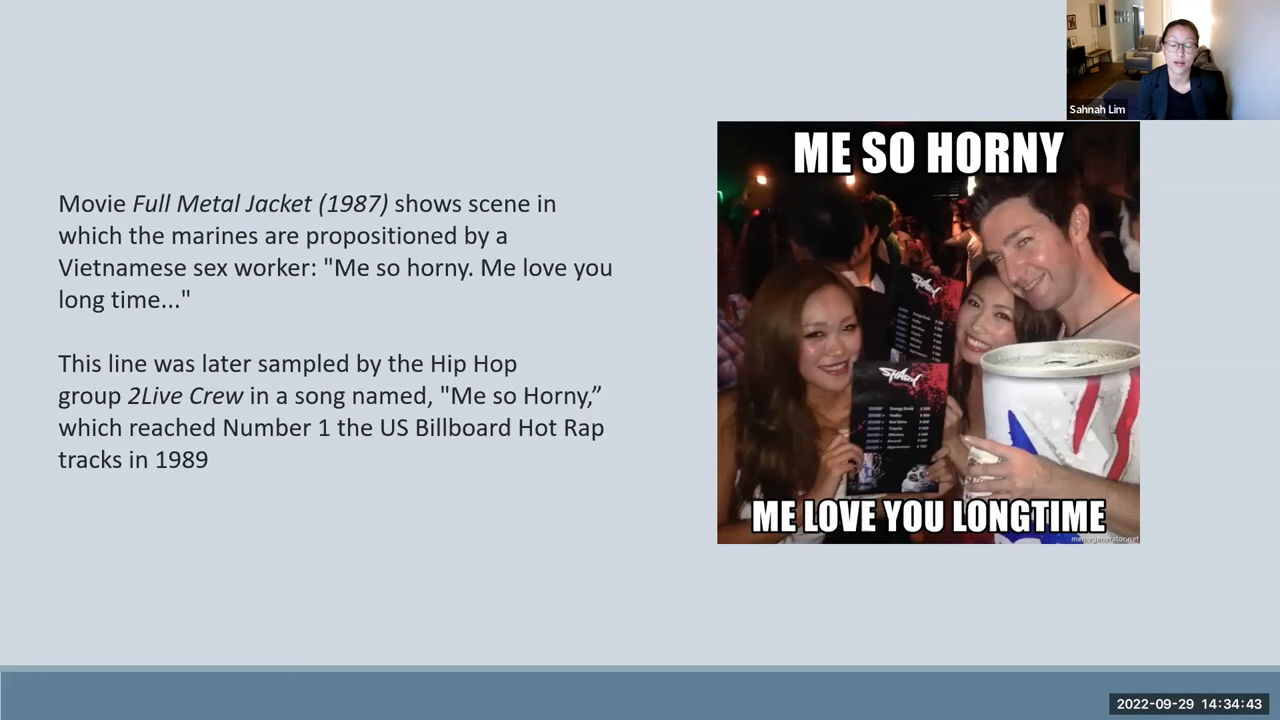 Sahnah Lim
Movie Full Metal Jacket (1987) shows scene in
which the marines are propositioned by a
Vietnamese sex worker: "Me so horny. Me love you
long time..."
This line was later sampled by the Hip Hop
group 2Live Crew in a song named, "Me so Horny,”
which reached Number 1 the US Billboard Hot Rap
tracks in 1989
ME SO HORNY
ME LOVE YOU LONGTIME
memegenerator.net
2022-09-29 14:34:43